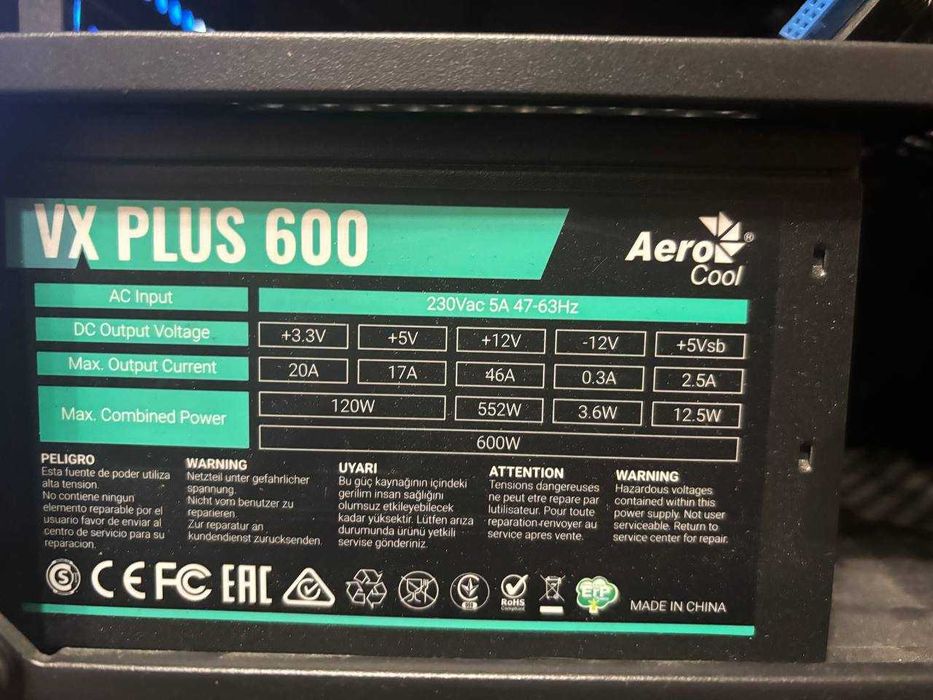 VX PLUS 600
Aero
Cool
®
AC Input
230Vac 5A 47-63Hz
DC Output Voltage
+3.3V
+5V
+12V
-12V
+5Vsb
Max. Output Current
20A
17A
46A
0.3A
2.5A
Max. Combined Power
120W
552W
3.6W
12.5W
600W
PELIGRO
Esta fuente de poder utiliza
alta tension.
No contiene ningun
elemento reparable por el
usuario favor de enviar al
centro de servicio para su
reparacion.
WARNING
Netzteil unter gefahrlicher
spannung.
Nicht vom benutzer zu
reparieren.
Zur reparatur an
kundendienst zurucksenden.
UYARI
Bu güç kaynağının içindeki
gerilim insan sağlığını
olumsuz etkileyebilecek
kadar yüksektir. Lütfen arıza
durumunda ürünü yetkili
servise gönderiniz.
ATTENTION
Tensions dangereuses
ne peut etre repare par
lutilisateur. Pour toute
reparation-renvoyer au
service apres vente.
WARNING
Hazardous voltages
contained within this
power supply. Not user
serviceable. Return to
service center for repair.
S
CE FC EAC
RoHS
Compliant
ErP
MADE IN CHINA